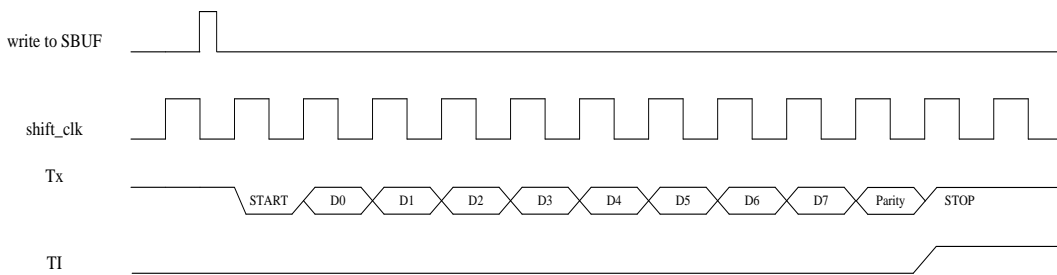 write to SBUF
shift_clk
Tx
START D0 D1 D2 D3 D4 D5 D6 D7 Parity STOP
TI